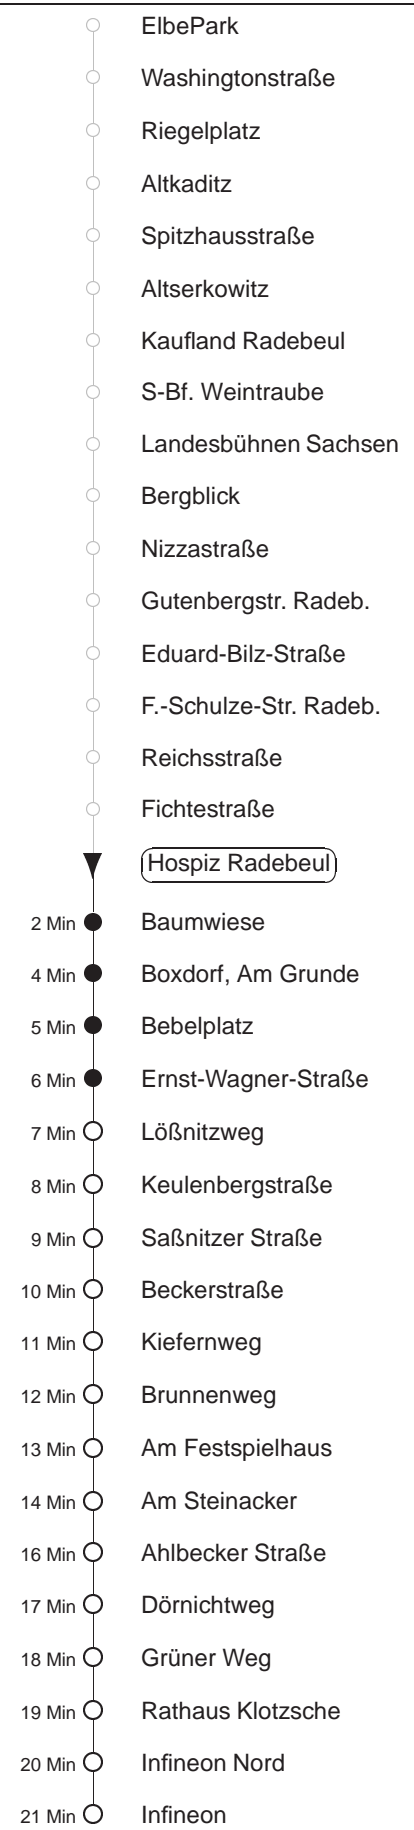 ElbePark
Washingtonstraße
Riegelplatz
Altkaditz
Spitzhausstraße
Altserkowitz
Kaufland Radebeul
S-Bf. Weintraube
Landesbühnen Sachsen
Bergblick
Nizzastraße
Gutenbergstr. Radeb.
Eduard-Bilz-Straße
F.-Schulze-Str. Radeb.
Reichsstraße
Fichtestraße
Hospiz Radebeul
2 Min Baumwiese
4 Min Boxdorf, Am Grunde
5 Min Bebelplatz
6 Min Ernst-Wagner-Straße
7 Min Lößnitzweg
8 Min Keulenbergstraße
9 Min Saßnitzer Straße
10 Min Beckerstraße
11 Min Kiefernweg
12 Min Brunnenweg
13 Min Am Festspielhaus
14 Min Am Steinacker
16 Min Ahlbecker Straße
17 Min Dörnichtweg
18 Min Grüner Weg
19 Min Rathaus Klotzsche
20 Min Infineon Nord
21 Min Infineon